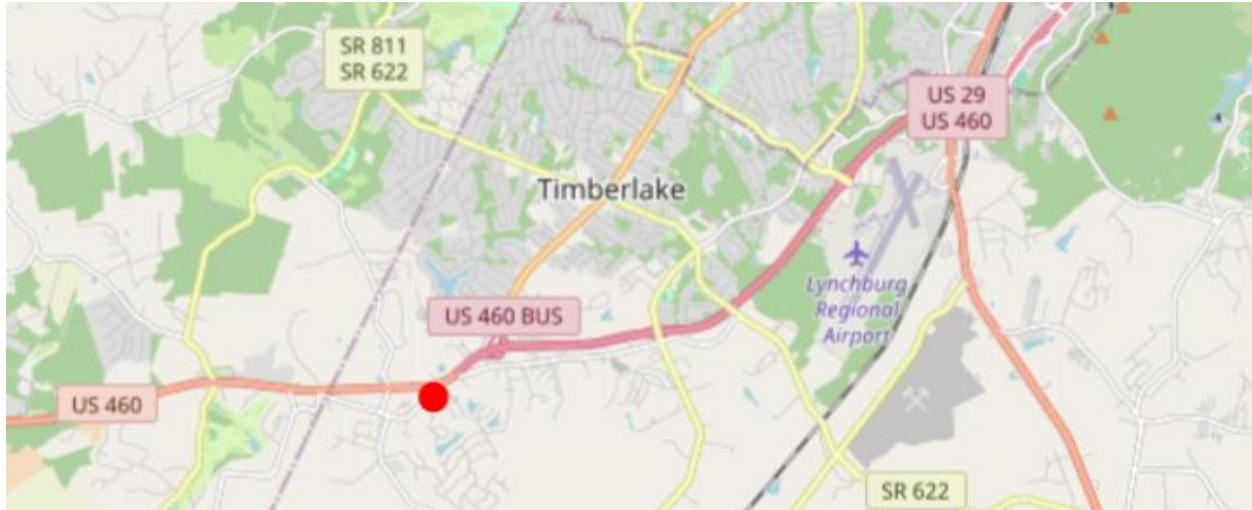 SR 811
SR 622
US 29
US 460
Timberlake
Lynchburg
Regional
Airport
US 460 BUS
US 460
SR 622